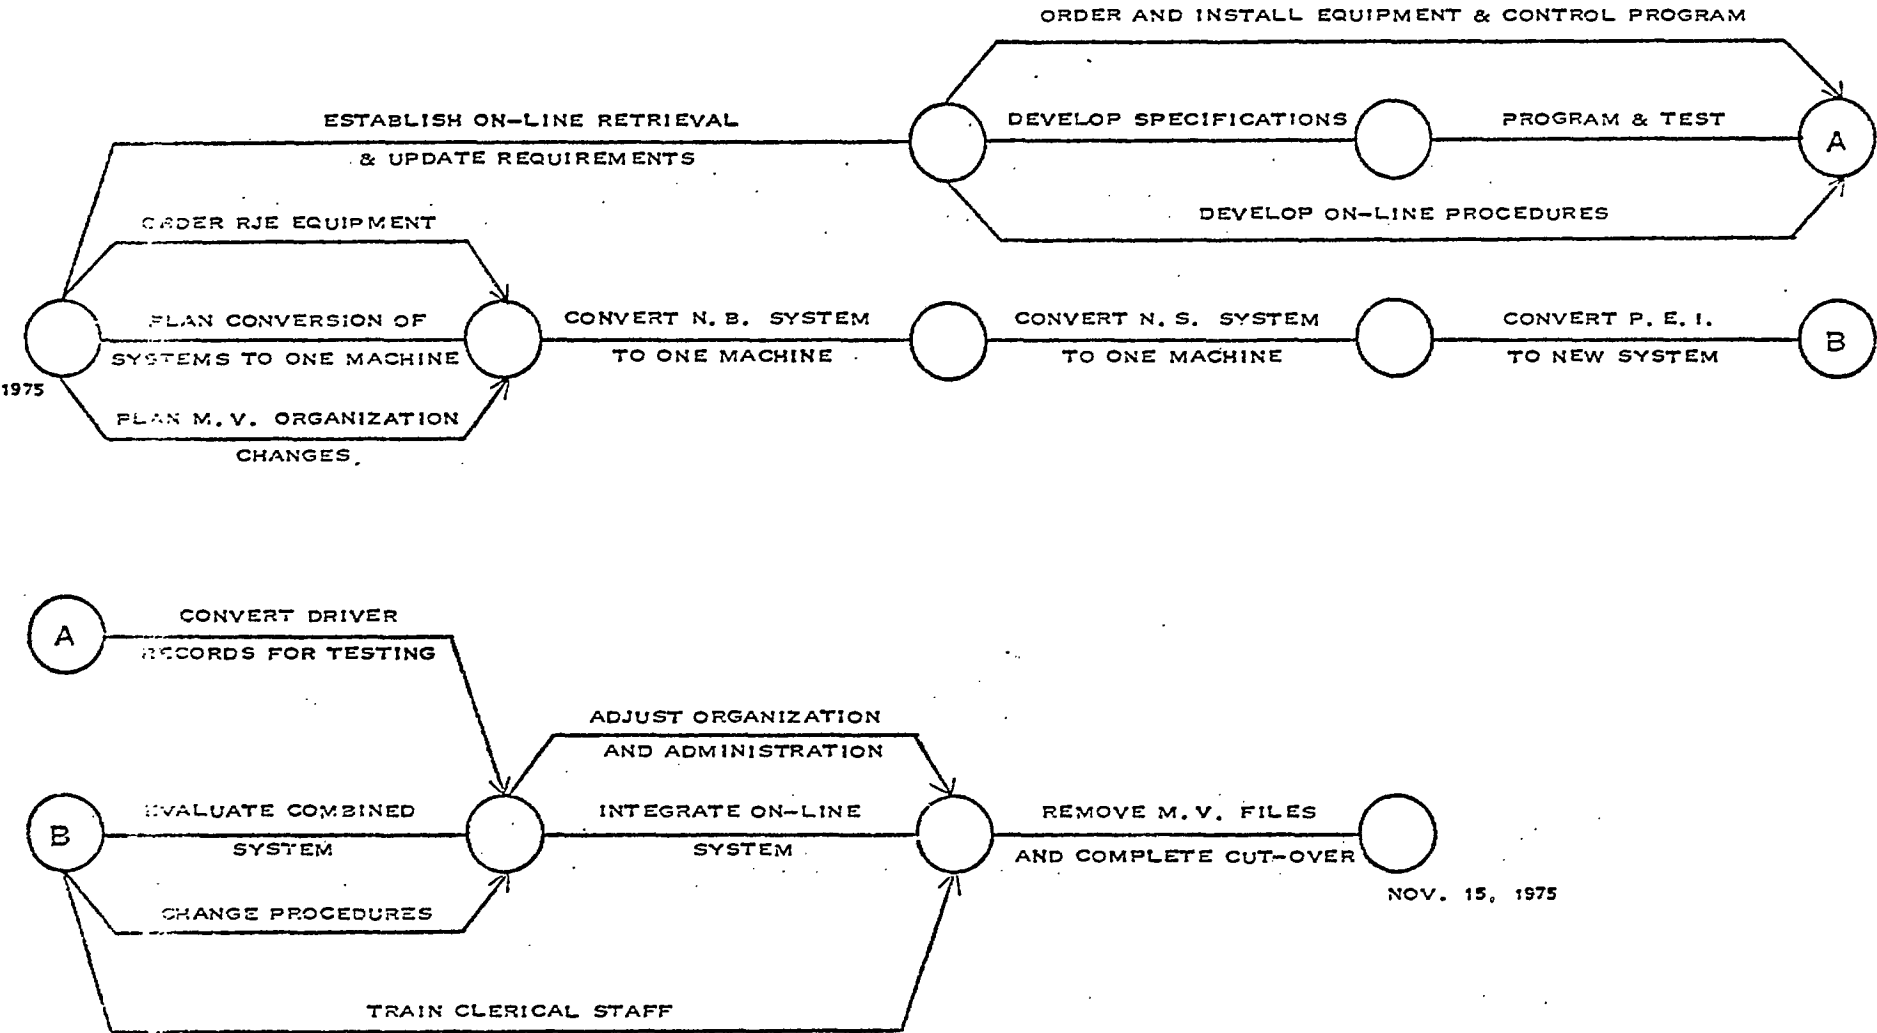 ORDER AND INSTALL EQUIPMENT & CONTROL PROGRAM
ESTABLISH ON-LINE RETRIEVAL
& UPDATE REQUIREMENTS
DEVELOP SPECIFICATIONS
PROGRAM & TEST
A
DEVELOP ON-LINE PROCEDURES
ORDER RJE EQUIPMENT
PLAN CONVERSION OF
SYSTEMS TO ONE MACHINE
CONVERT N. B. SYSTEM
TO ONE MACHINE
CONVERT N. S. SYSTEM
TO ONE MACHINE
CONVERT P. E. I.
TO NEW SYSTEM
B
1975
PLAN M. V. ORGANIZATION
CHANGES
A
CONVERT DRIVER
RECORDS FOR TESTING
ADJUST ORGANIZATION
AND ADMINISTRATION
B
EVALUATE COMBINED
SYSTEM
INTEGRATE ON-LINE
SYSTEM
REMOVE M. V. FILES
AND COMPLETE CUT-OVER
NOV. 15, 1975
CHANGE PROCEDURES
TRAIN CLERICAL STAFF